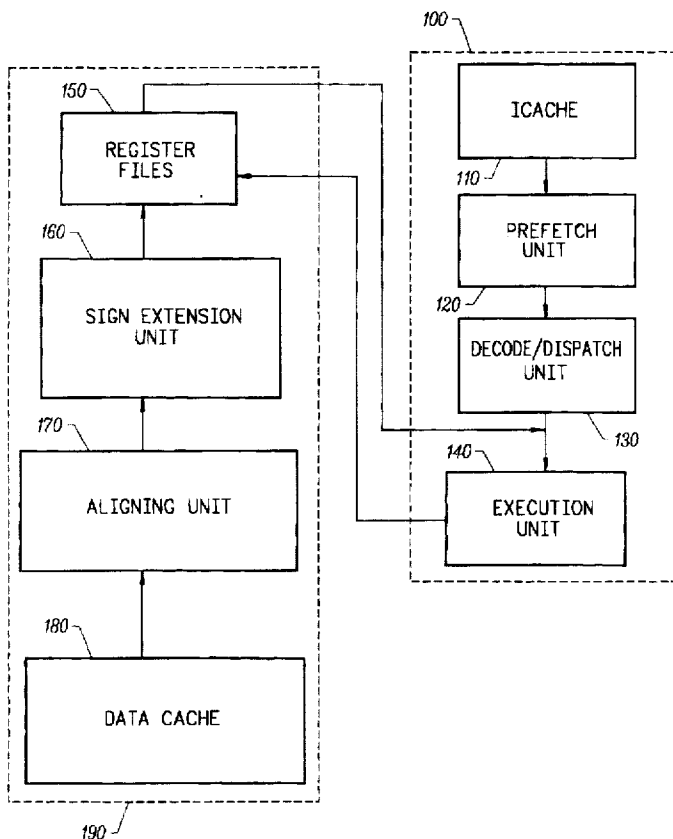 100
150
ICACHE
REGISTER
FILES
110
PREFETCH
UNIT
160
120
SIGN EXTENSION
UNIT
DECODE/DISPATCH
UNIT
170
140
130
ALIGNING UNIT
EXECUTION
UNIT
180
DATA CACHE
190